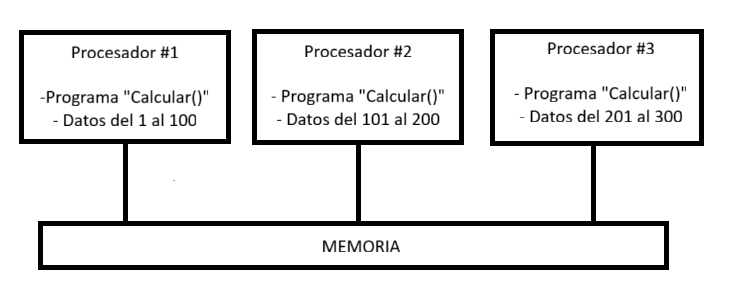 Procesador #1
-Programa "Calcular()"
- Datos del 1 al 100
Procesador #2
- Programa "Calcular()"
- Datos del 101 al 200
Procesador #3
- Programa "Calcular()"
- Datos del 201 al 300
MEMORIA